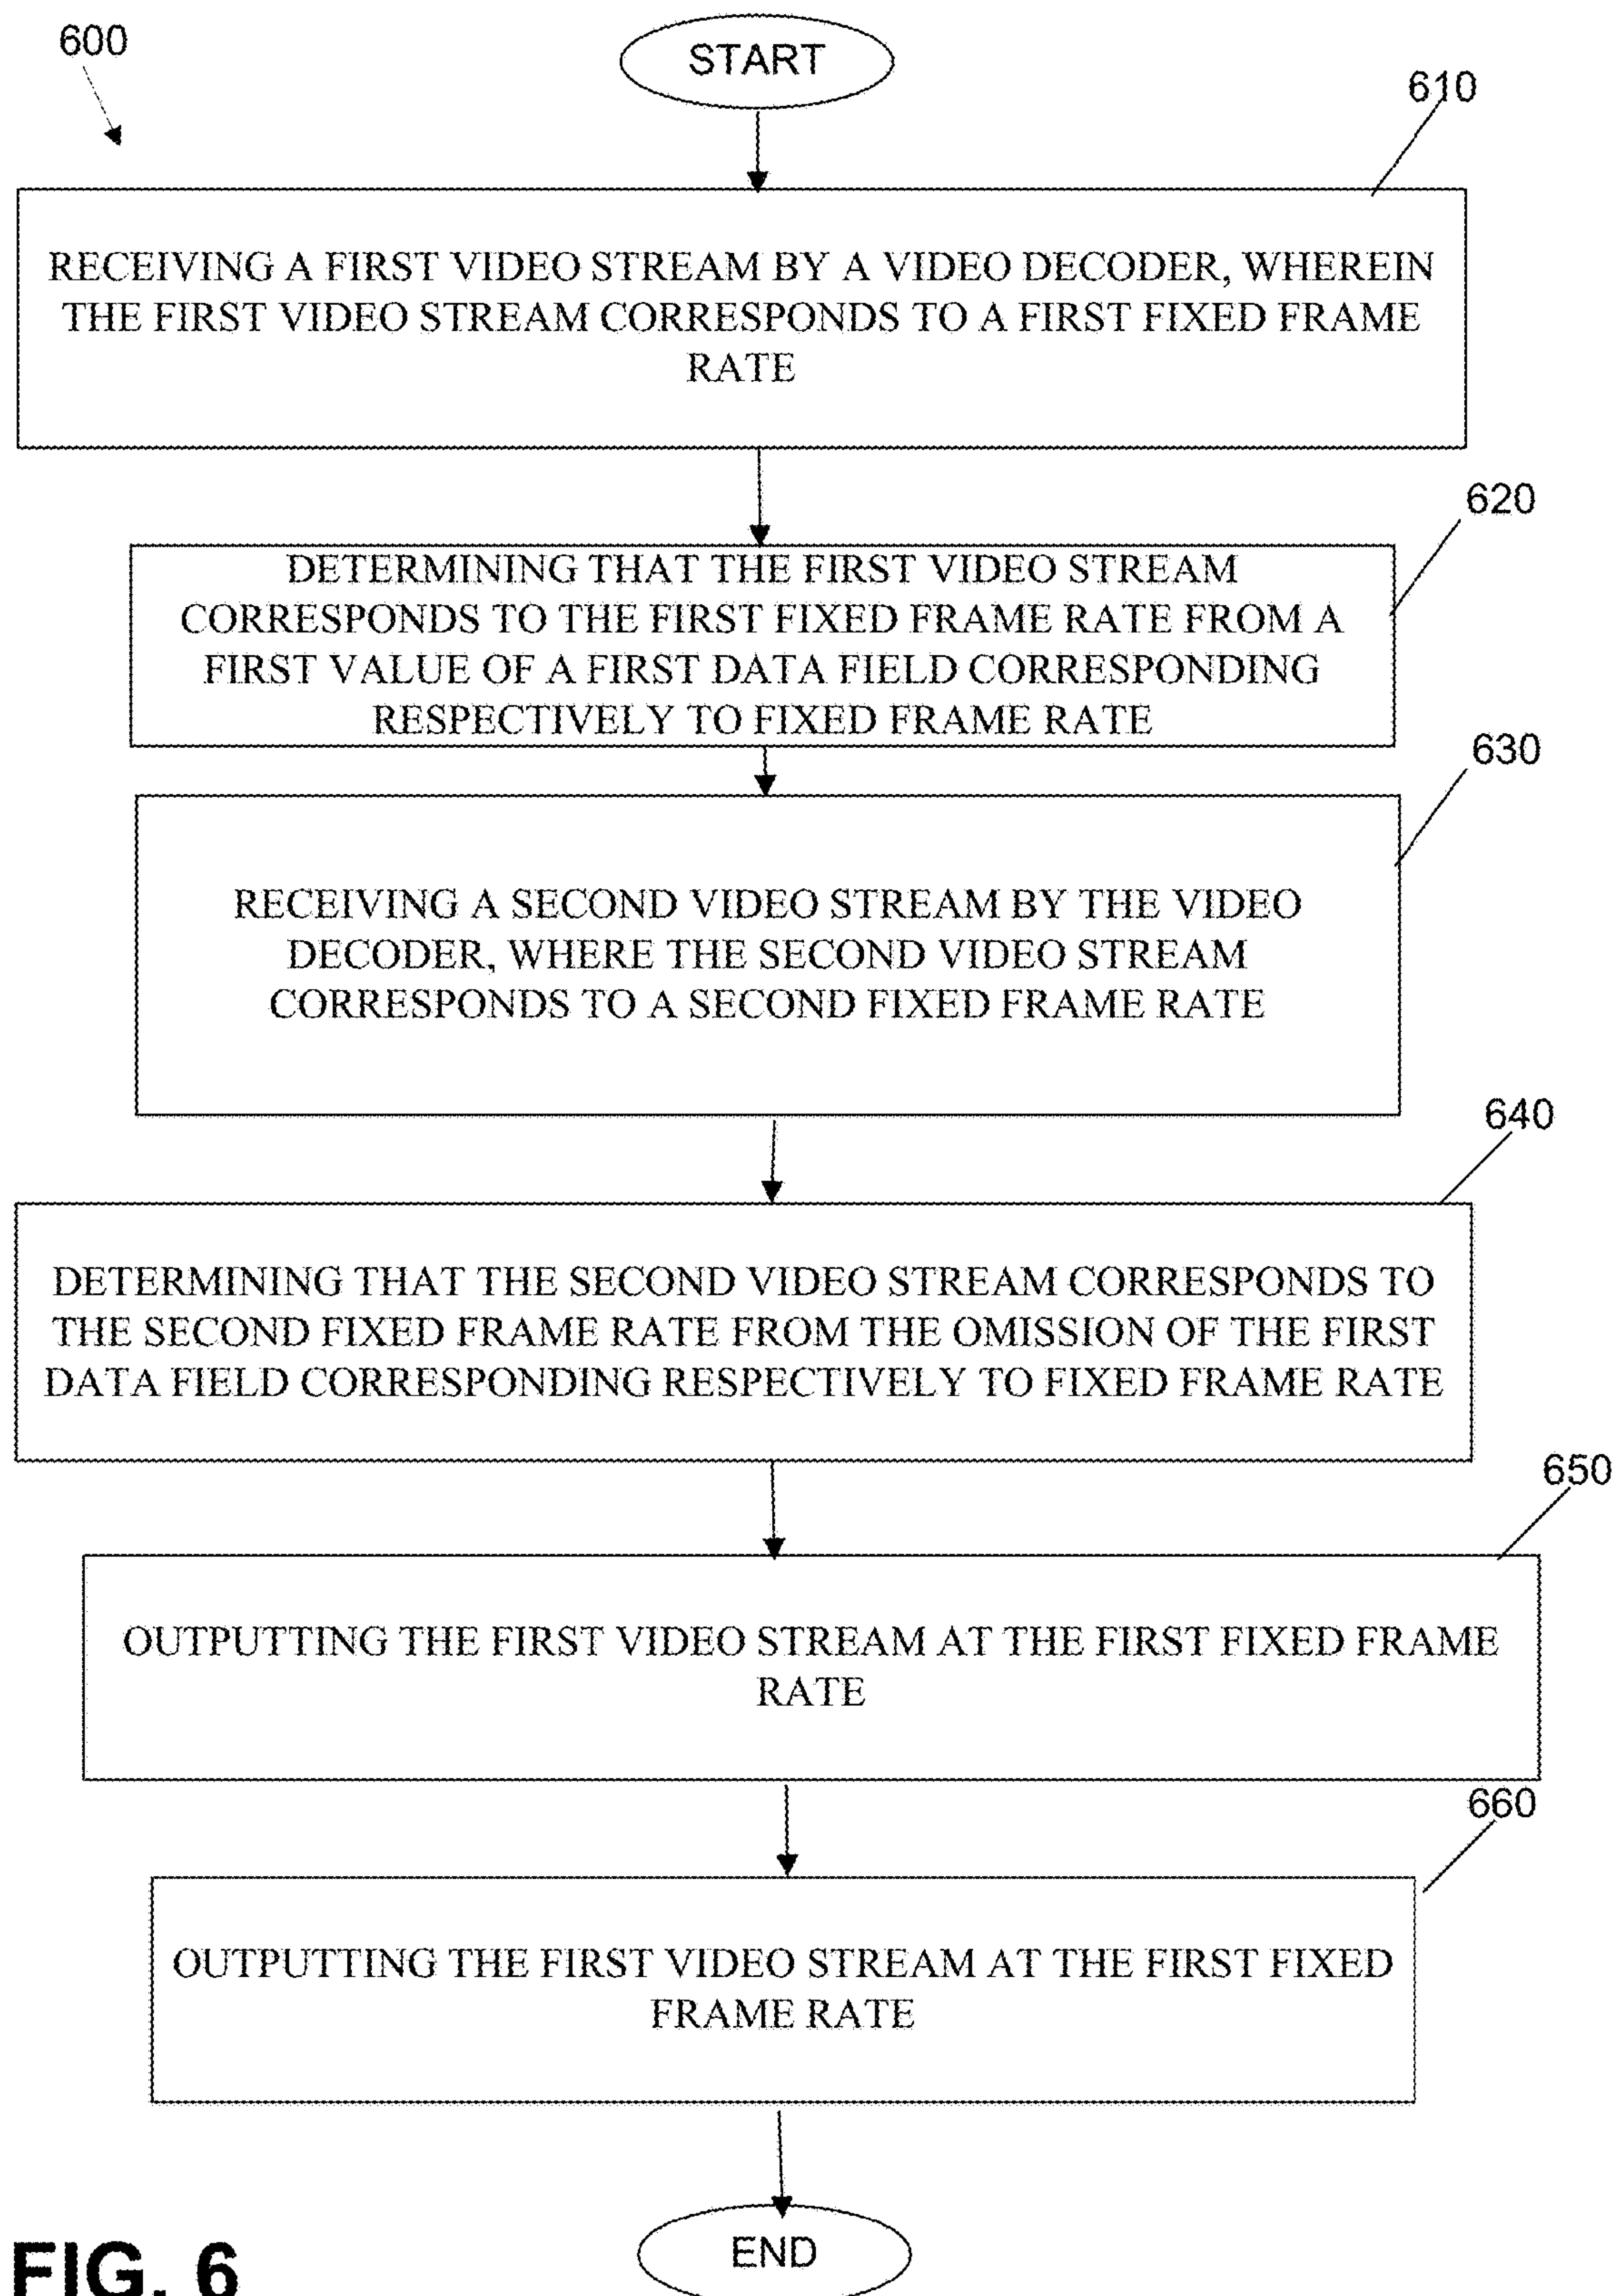 600
START
610
RECEIVING A FIRST VIDEO STREAM BY A VIDEO DECODER, WHEREIN
THE FIRST VIDEO STREAM CORRESPONDS TO A FIRST FIXED FRAME
RATE
620
DETERMINING THAT THE FIRST VIDEO STREAM
CORRESPONDS TO THE FIRST FIXED FRAME RATE FROM A
FIRST VALUE OF A FIRST DATA FIELD CORRESPONDING
RESPECTIVELY TO FIXED FRAME RATE
630
RECEIVING A SECOND VIDEO STREAM BY THE VIDEO
DECODER, WHERE THE SECOND VIDEO STREAM
CORRESPONDS TO A SECOND FIXED FRAME RATE
640
DETERMINING THAT THE SECOND VIDEO STREAM CORRESPONDS TO
THE SECOND FIXED FRAME RATE FROM THE OMISSION OF THE FIRST
DATA FIELD CORRESPONDING RESPECTIVELY TO FIXED FRAME RATE
650
OUTPUTTING THE FIRST VIDEO STREAM AT THE FIRST FIXED FRAME
RATE
660
OUTPUTTING THE FIRST VIDEO STREAM AT THE FIRST FIXED
FRAME RATE
END
FIG. 6